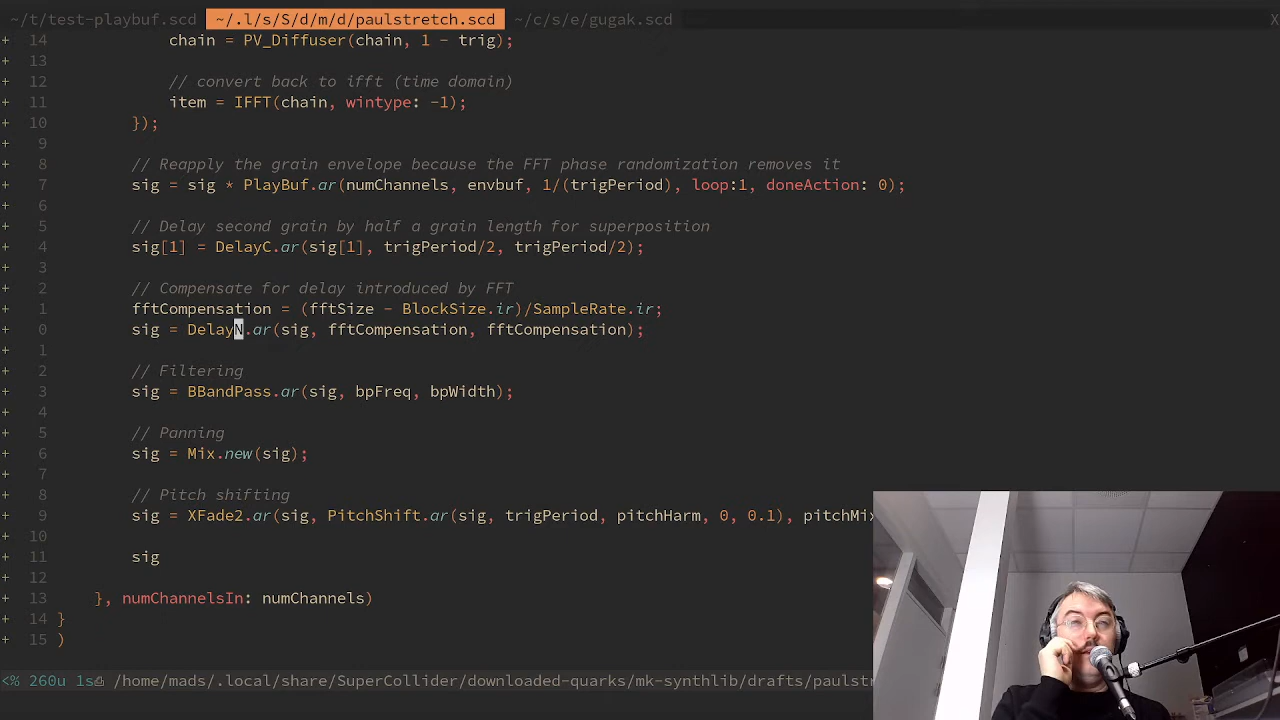 ~/t/test-playbuf.scd ~/.l/s/S/d/m/d/paulstretch.scd ~/c/s/e/gugak.scd X
+ 14 chain = PV_Diffuser(chain, 1 - trig);
+ 13
+ 12 // convert back to ifft (time domain)
+ 11 item = IFFT(chain, wintype: -1);
+ 10 });
+ 9
+ 8 // Reapply the grain envelope because the FFT phase randomization removes it
+ 7 sig = sig * PlayBuf.ar(numChannels, envbuf, 1/(trigPeriod), loop:1, doneAction: 0);
+ 6
+ 5 // Delay second grain by half a grain length for superposition
+ 4 sig[1] = DelayC.ar(sig[1], trigPeriod/2, trigPeriod/2);
+ 3
+ 2 // Compensate for delay introduced by FFT
+ 1 fftCompensation = (fftSize - BlockSize.ir)/SampleRate.ir;
+ 0 sig = DelayN.ar(sig, fftCompensation, fftCompensation);
+ 1
+ 2 // Filtering
+ 3 sig = BBandPass.ar(sig, bpFreq, bpWidth);
+ 4
+ 5 // Panning
+ 6 sig = Mix.new(sig);
+ 7
+ 8 // Pitch shifting
+ 9 sig = XFade2.ar(sig, PitchShift.ar(sig, trigPeriod, pitchHarm, 0, 0.1), pitchMix
+ 10
+ 11 sig
+ 12
+ 13 }, numChannelsIn: numChannels)
+ 14 }
+ 15 )
<% 260u 1s /home/mads/.local/share/SuperCollider/downloaded-quarks/mk-synthlib/drafts/paulstr